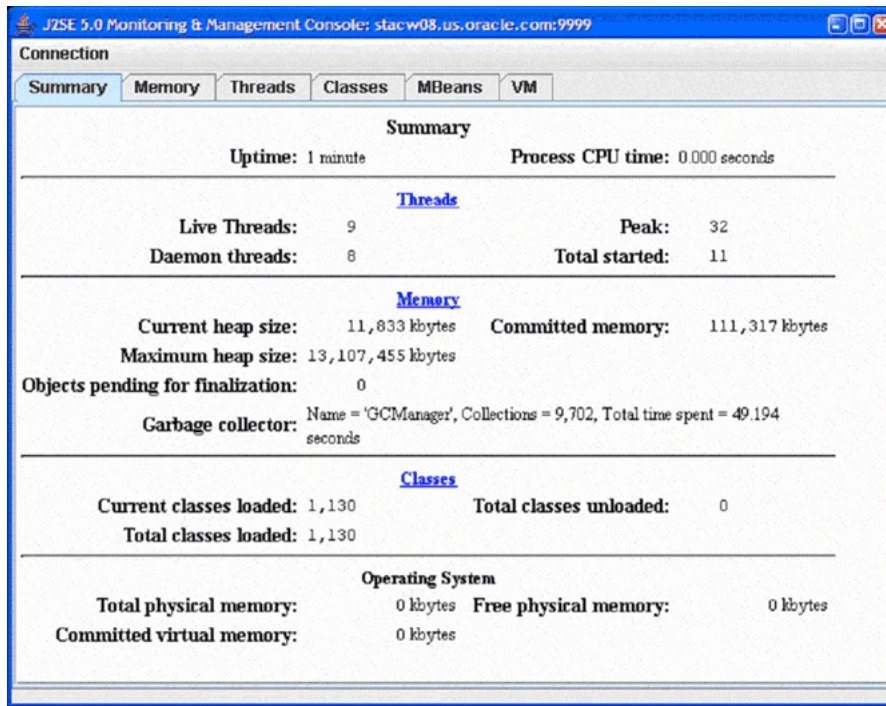 J2SE 5.0 Monitoring & Management Console: stacw08.us.oracle.com:9999
Connection
Summary Memory Threads Classes MBeans VM
Summary
Uptime: 1 minute Process CPU time: 0.000 seconds
Threads
Live Threads: 9 Peak: 32
Daemon threads: 8 Total started: 11
Memory
Current heap size: 11,833 kbytes Committed memory: 111,317 kbytes
Maximum heap size: 13,107,455 kbytes
Objects pending for finalization: 0
Garbage collector: Name = 'GCManager', Collections = 9,702, Total time spent = 49.194
seconds
Classes
Current classes loaded: 1,130 Total classes unloaded: 0
Total classes loaded: 1,130
Operating System
Total physical memory: 0 kbytes Free physical memory: 0 kbytes
Committed virtual memory: 0 kbytes